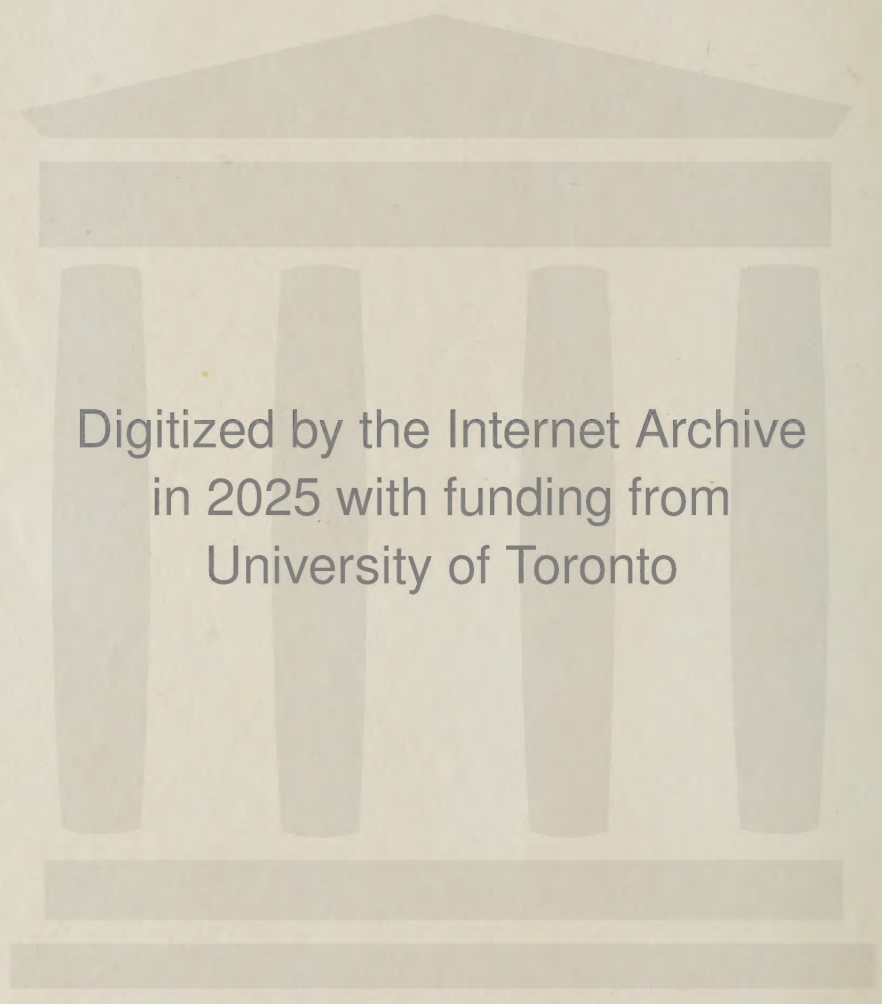 Digitized by the Internet Archive
in 2025 with funding from
University of Toronto